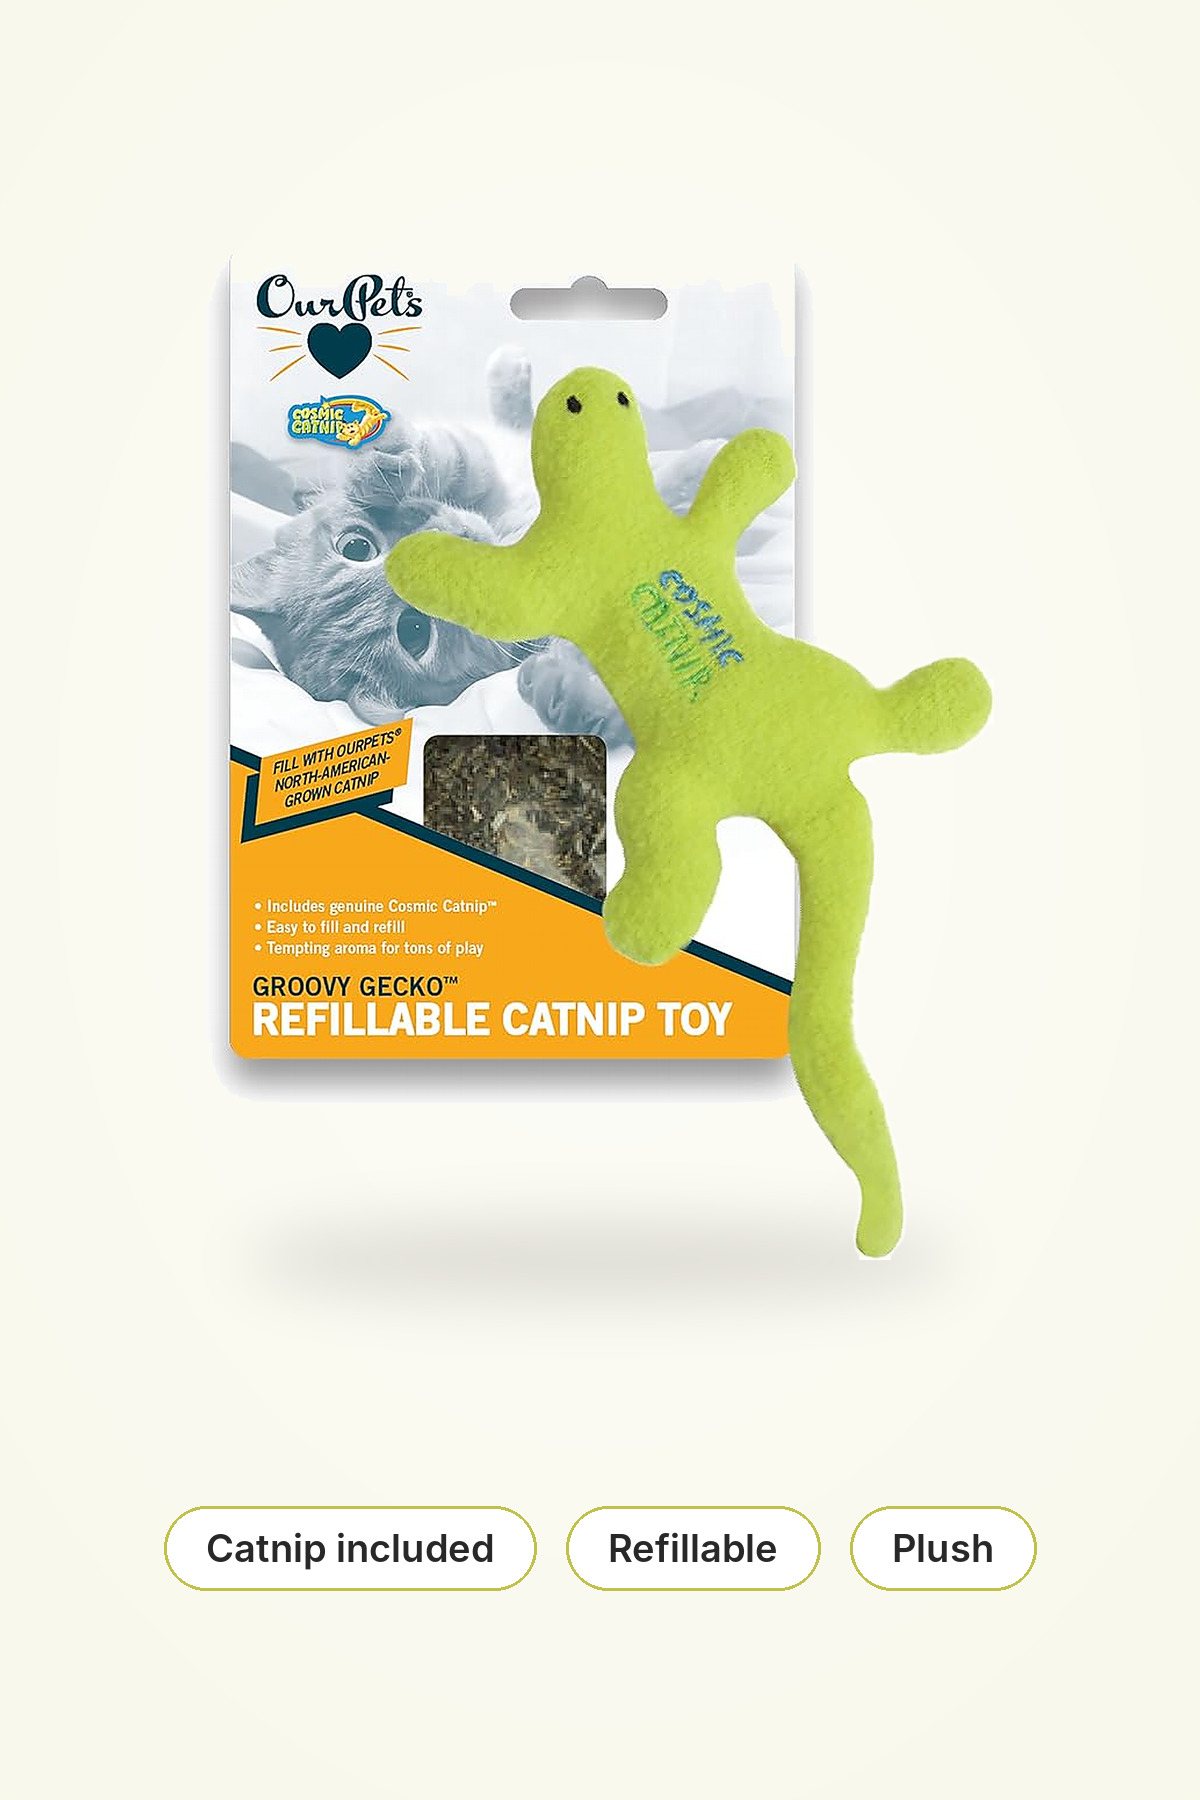 OurPets
COSMIC
CATNIP
COSMIC
CATNIP.
FILL WITH OURPETS®
NORTH-AMERICAN-
GROWN CATNIP
• Includes genuine Cosmic Catnip™
• Easy to fill and refill
• Tempting aroma for tons of play
GROOVY GECKO™
REFILLABLE CATNIP TOY
Catnip included
Refillable
Plush